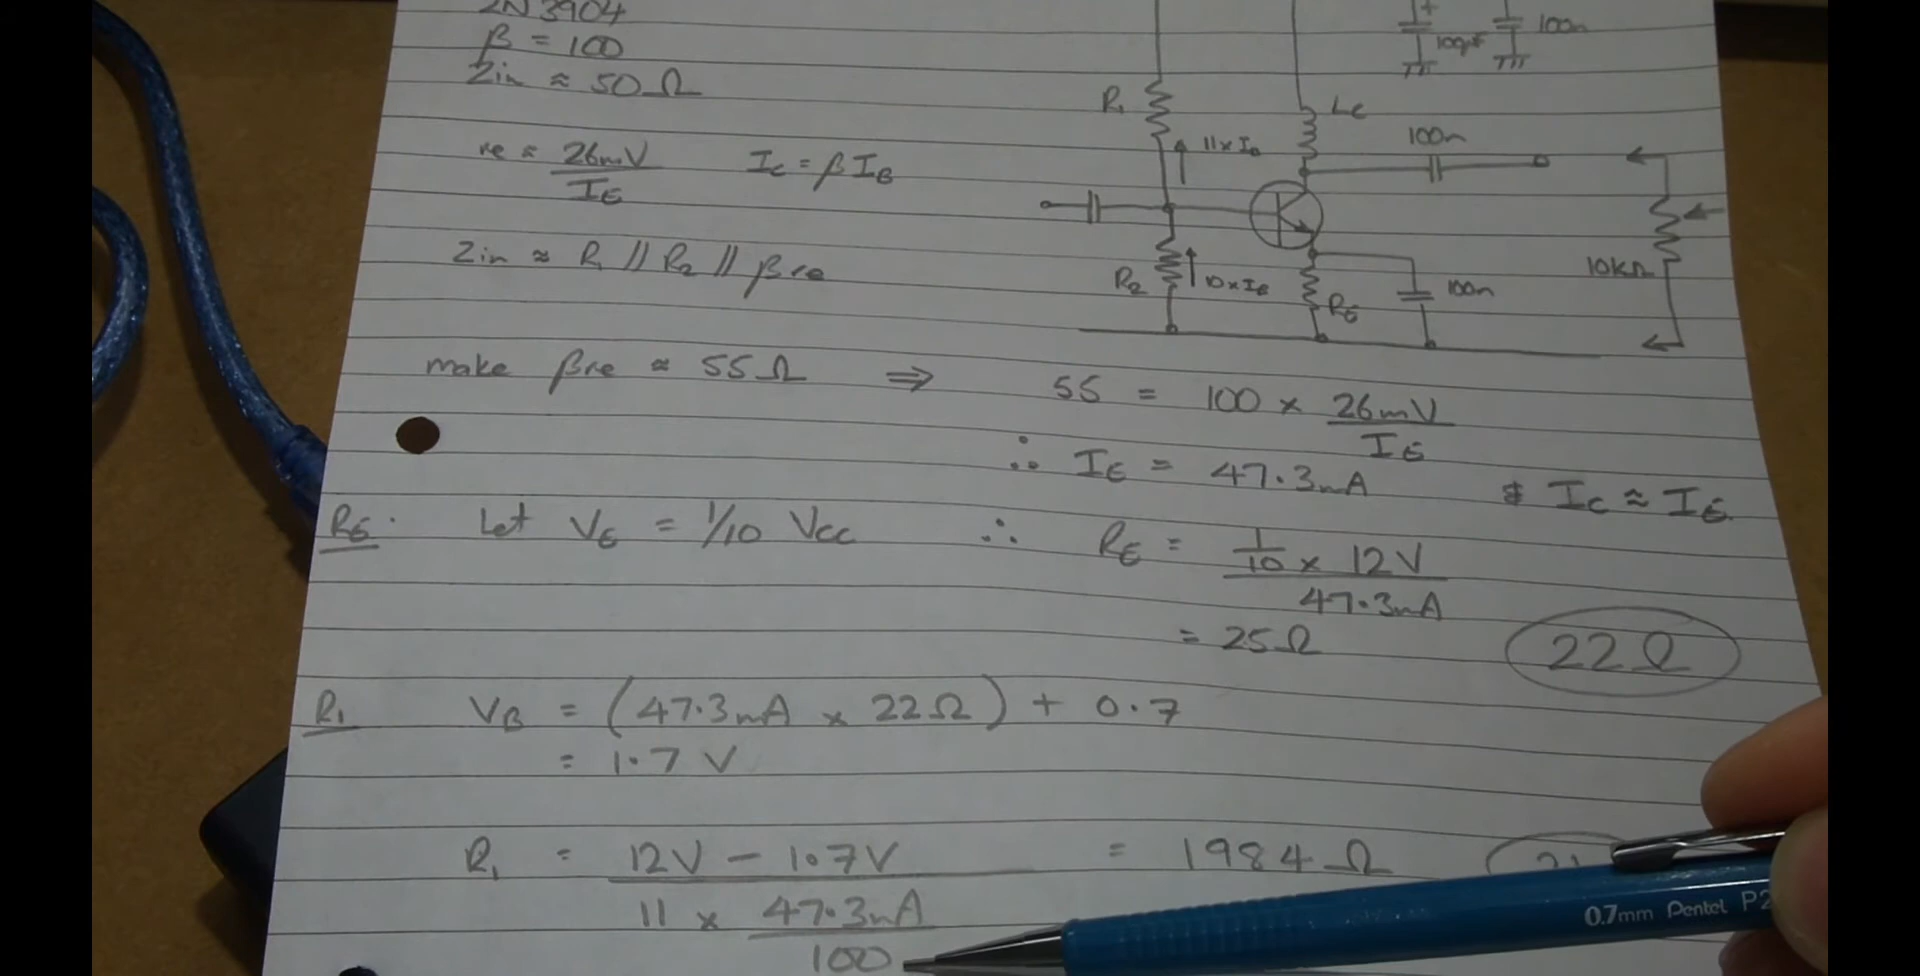 2N3904
β = 100
Zin ≈ 50Ω
re ≈ 26mV / IE
IC = βIB
Zin ≈ R1 // R2 // βre
100µF
100n
R1
LC
11 x IB
100n
R2
10 x IB
RE
100n
10KΩ
make βre ≈ 55Ω ⇒ 55 = 100 x 26mV / IE
∴ IE = 47.3mA
IC ≈ IE
RE. Let VE = 1/10 VCC ∴ RE = 1/10 x 12V / 47.3mA
= 25Ω
22Ω
R1 VB = (47.3mA x 22Ω) + 0.7
= 1.7V
R1 = 12V - 1.7V / 11 x 47.3mA / 100 = 1984Ω
0.7mm Pentel P2